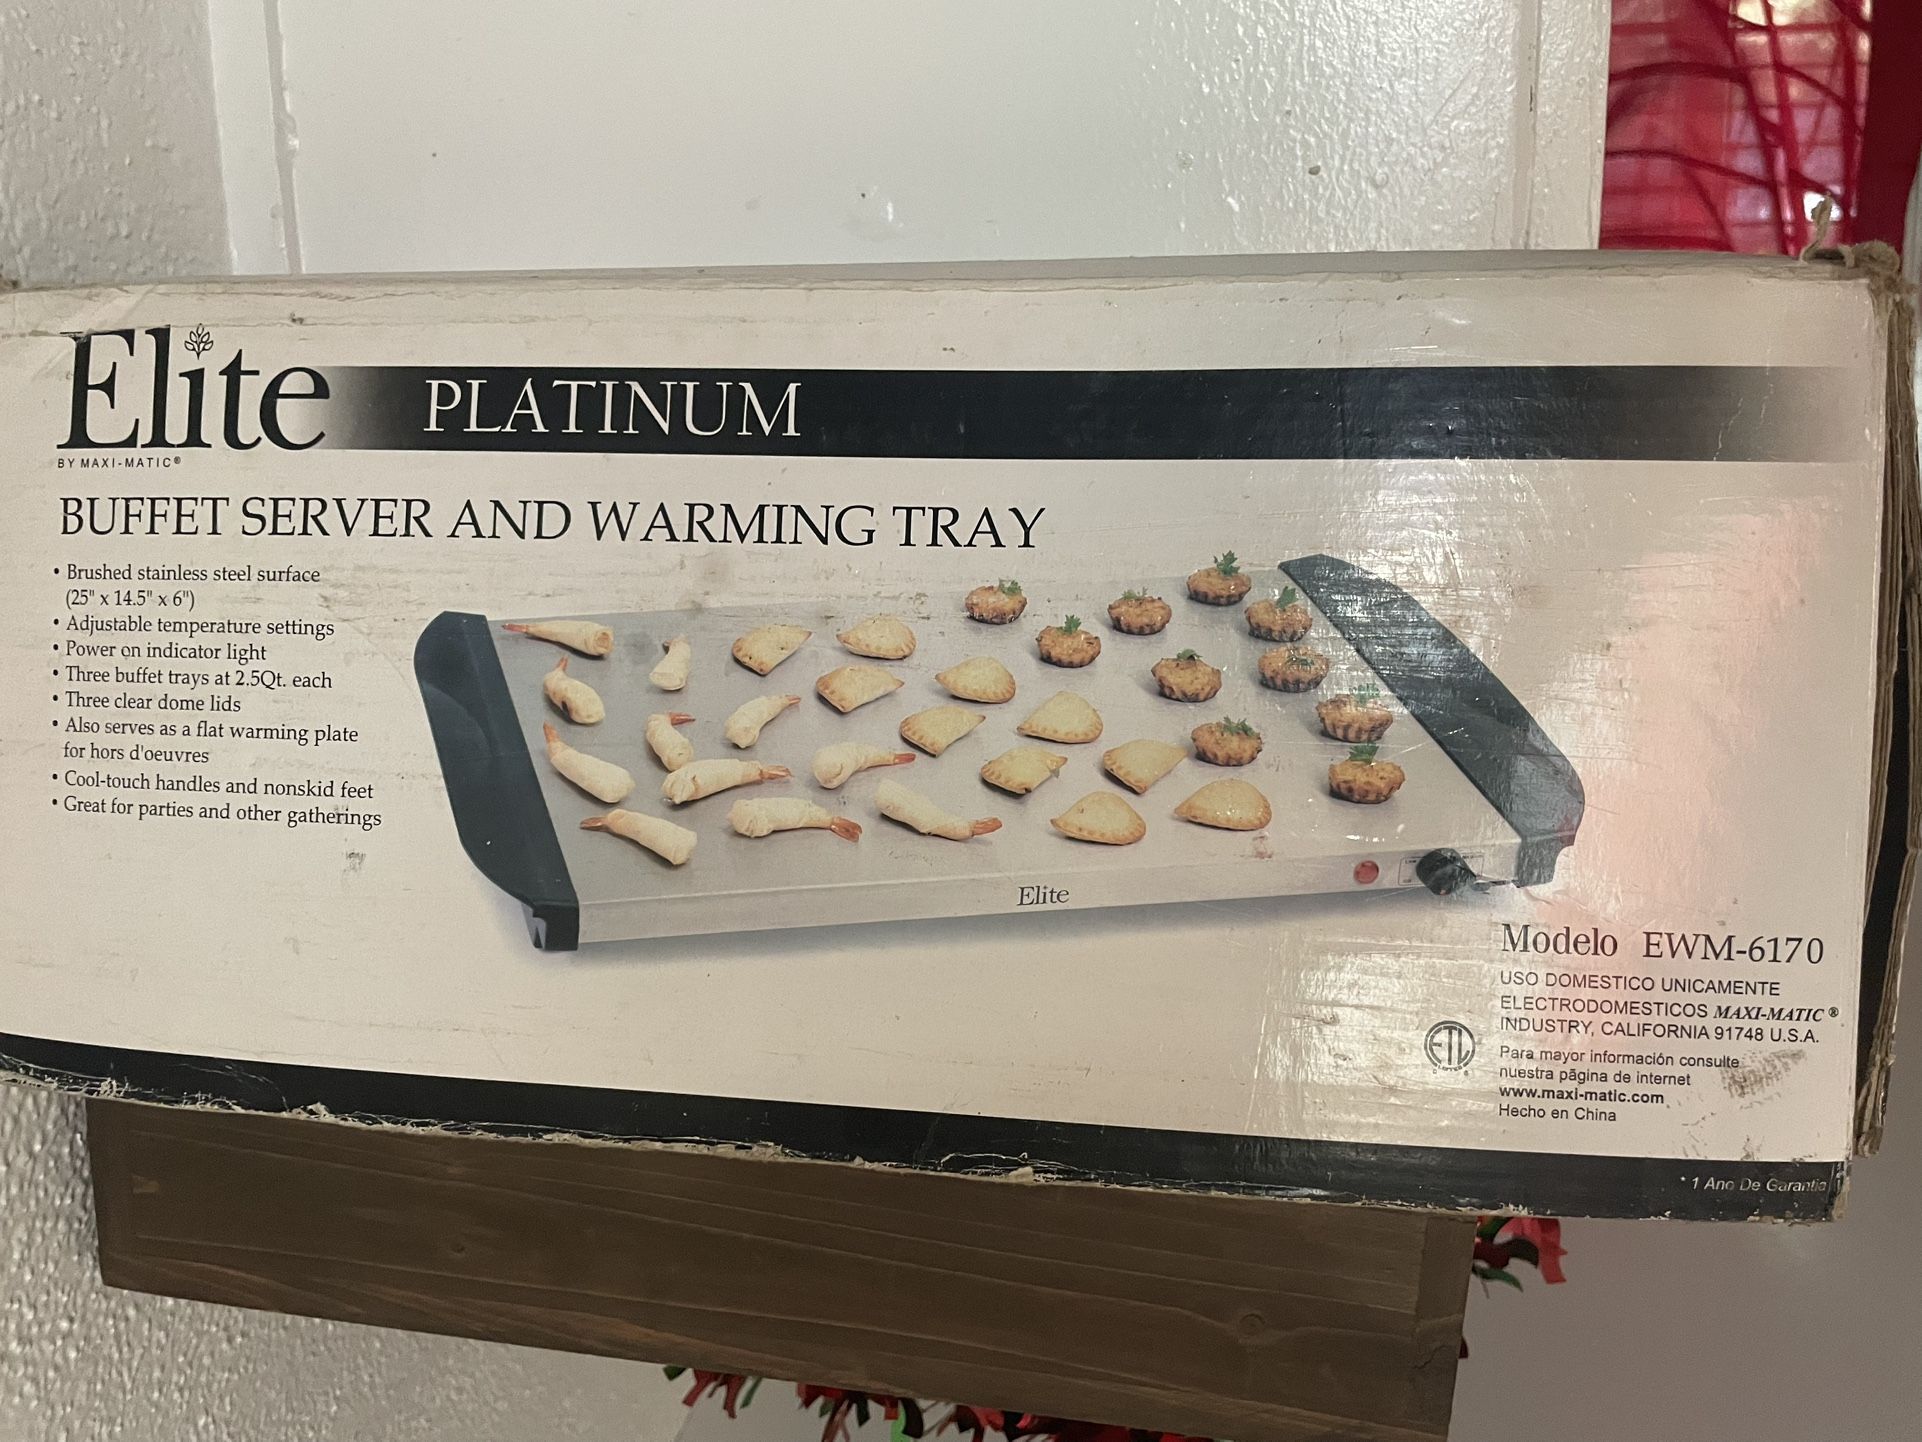 Elite PLATINUM
BY MAXI-MATIC®
BUFFET SERVER AND WARMING TRAY
• Brushed stainless steel surface
(25" x 14.5" x 6")
• Adjustable temperature settings
• Power on indicator light
• Three buffet trays at 2.5Qt. each
• Three clear dome lids
• Also serves as a flat warming plate
for hors d'oeuvres
• Cool-touch handles and nonskid feet
• Great for parties and other gatherings
Elite
Modelo EWM-6170
USO DOMESTICO UNICAMENTE
ELECTRODOMESTICOS MAXI-MATIC®
INDUSTRY, CALIFORNIA 91748 U.S.A.
ETL
Para mayor información consulte
nuestra página de internet
www.maxi-matic.com
Hecho en China
* 1 Ano De Garantia